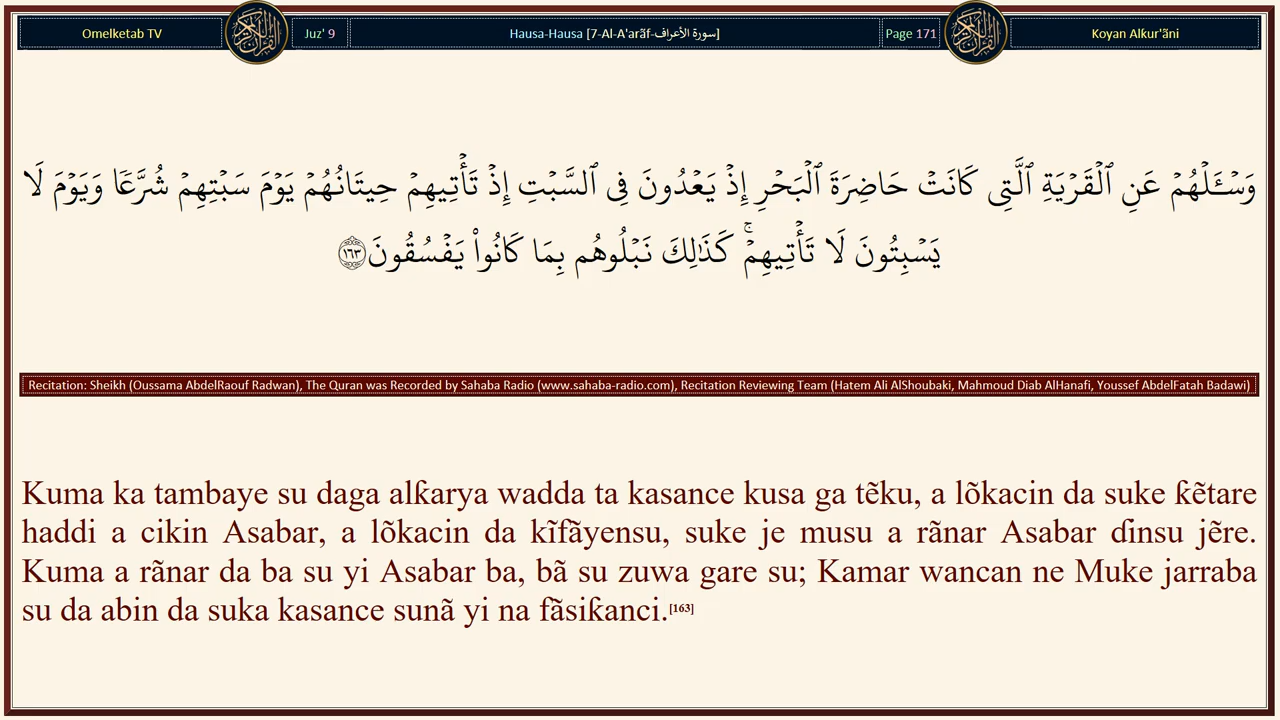 Omelketab TV
Juz' 9
Hausa-Hausa [7-Al-A'arãf-سورة الأعراف]
Page 171
Koyan Alƙur'ãni
وَسۡـَٔلۡهُمۡ عَنِ ٱلۡقَرۡيَةِ ٱلَّتِى كَانَتۡ حَاضِرَةَ ٱلۡبَحۡرِ إِذۡ يَعۡدُونَ فِى ٱلسَّبۡتِ إِذۡ تَأۡتِيهِمۡ حِيتَانُهُمۡ يَوۡمَ سَبۡتِهِمۡ شُرَّعٗا وَيَوۡمَ لَا
يَسۡبِتُونَ لَا تَأۡتِيهِمۡۚ كَذَٰلِكَ نَبۡلُوهُم بِمَا كَانُوا۟ يَفۡسُقُونَ ١٦٣
Recitation: Sheikh (Oussama AbdelRaouf Radwan), The Quran was Recorded by Sahaba Radio (www.sahaba-radio.com), Recitation Reviewing Team (Hatem Ali AlShoubaki, Mahmoud Diab AlHanafi, Youssef AbdelFatah Badawi)
Kuma ka tambaye su daga alƙarya wadda ta kasance kusa ga tẽku, a lõkacin da suke ƙẽtare
haddi a cikin Asabar, a lõkacin da kĩfãyensu, suke je musu a rãnar Asabar ɗinsu jẽre.
Kuma a rãnar da ba su yi Asabar ba, bã su zuwa gare su; Kamar wancan ne Muke jarraba
su da abin da suka kasance sunã yi na fãsiƙanci.[163]